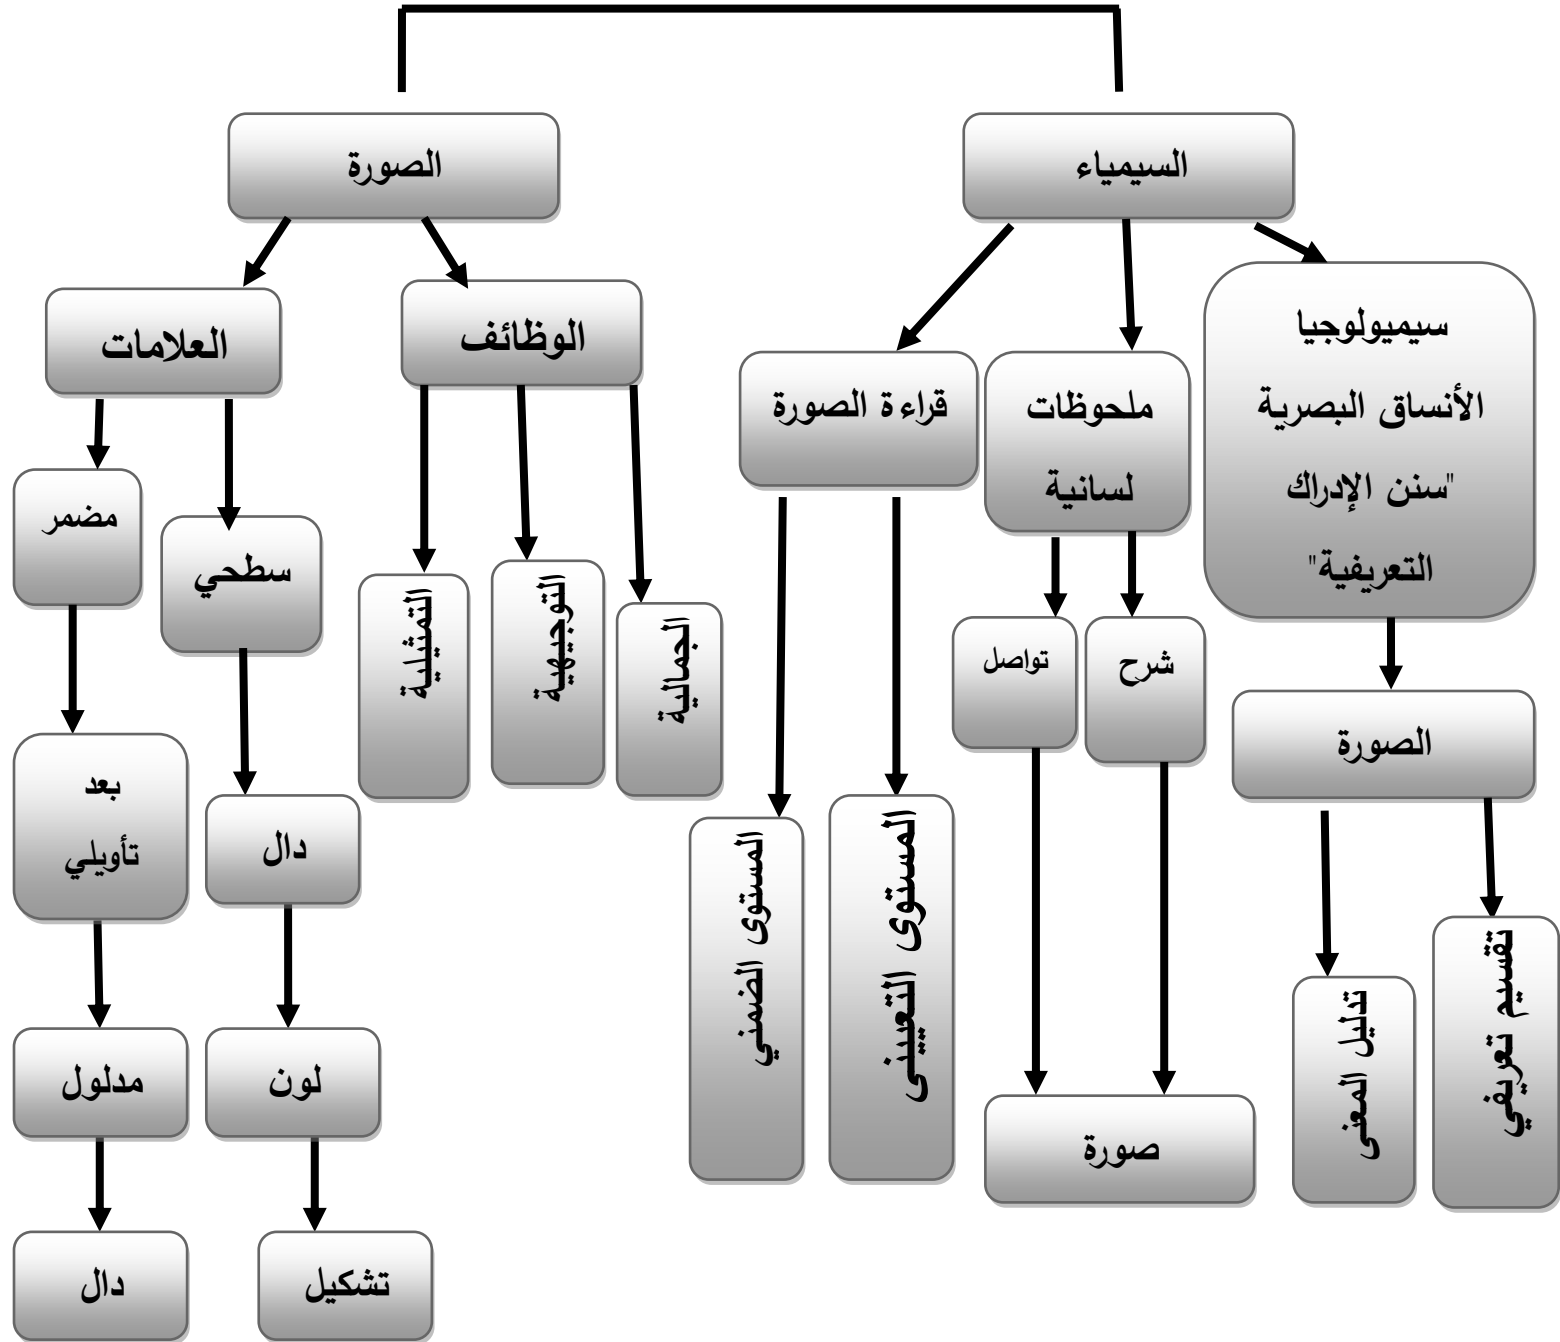 السيمياء
الصورة
سيميولوجيا
الأنساق البصرية
"سنن الإدراك
التعريفية"
ملحوظات
لسانية
قراءة الصورة
الوظائف
العلامات
شرح
تواصل
الصورة
الجمالية
التوجيهية
التمثيلية
سطحي
مضمر
تقسيم تعريفي
تدليل المعنى
صورة
المستوى التعييني
المستوى الضمني
دال
بعد
تأويلي
لون
مدلول
تشكيل
دال